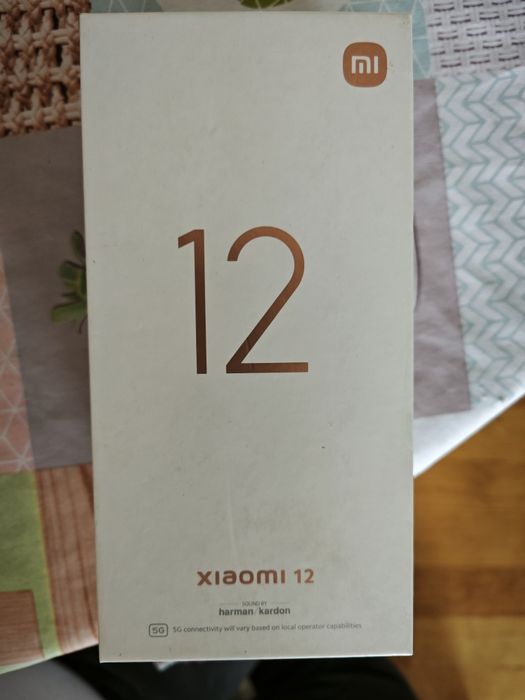 mi
12
xiaomi 12
SOUND BY
harman/kardon
5G 5G connectivity will vary based on local operator capabilities